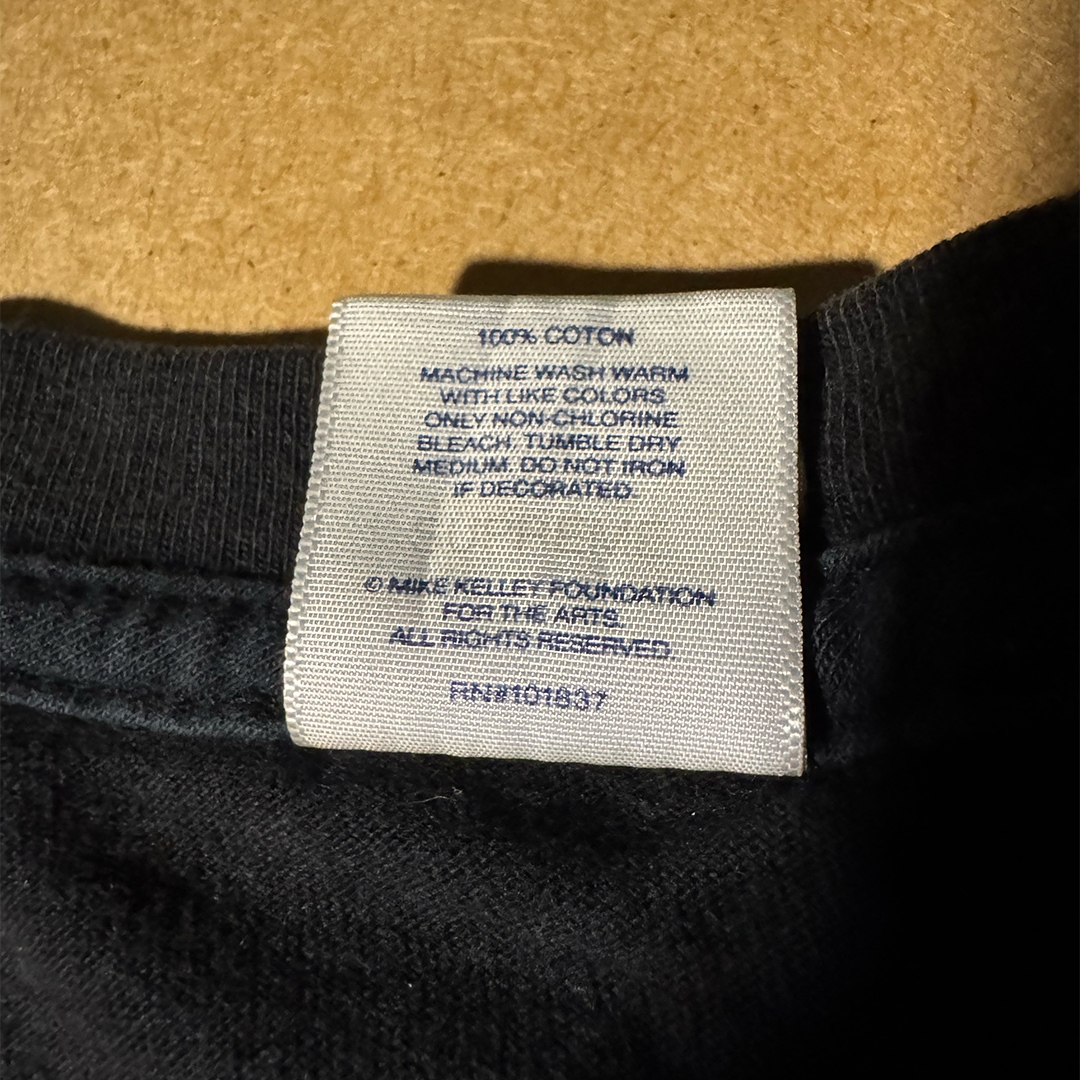 100% COTON
MACHINE WASH WARM
WITH LIKE COLORS
ONLY NON-CHLORINE
BLEACH. TUMBLE DRY
MEDIUM. DO NOT IRON
IF DECORATED.
© MIKE KELLEY FOUNDATION
FOR THE ARTS.
ALL RIGHTS RESERVED.
RN#101837